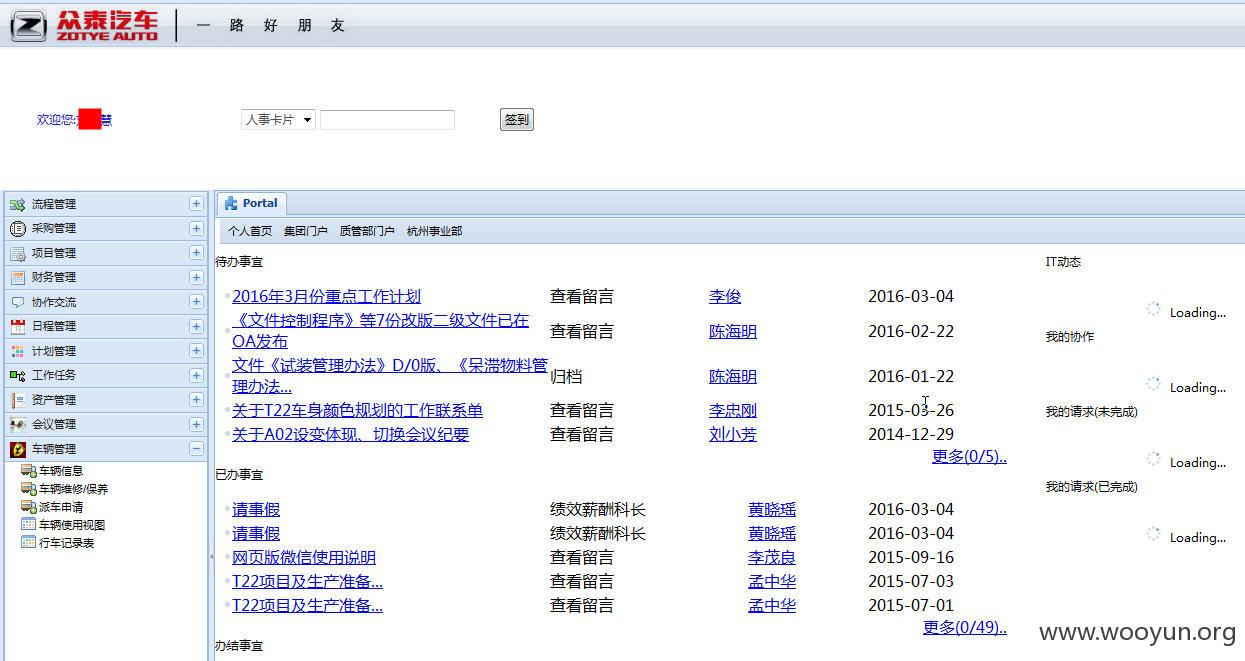 众泰汽车
ZOTYE AUTO
一 路 好 朋 友
欢迎您: 慧
人事卡片
签到
流程管理
采购管理
项目管理
财务管理
协作交流
日程管理
计划管理
工作任务
资产管理
会议管理
车辆管理
车辆信息
车辆维修/保养
派车申请
车辆使用视图
行车记录表
Portal
个人首页 集团门户 质管部门户 杭州事业部
待办事宜
2016年3月份重点工作计划 查看留言 李俊 2016-03-04
《文件控制程序》等7份改版二级文件已在
OA发布 查看留言 陈海明 2016-02-22
文件《试装管理办法》D/0版、《呆滞物料管
理办法... 归档 陈海明 2016-01-22
关于T22车身颜色规划的工作联系单 查看留言 李忠刚 2015-03-26
关于A02设变体现、切换会议纪要 查看留言 刘小芳 2014-12-29
更多(0/5)..
已办事宜
请事假 绩效薪酬科长 黄晓瑶 2016-03-04
请事假 绩效薪酬科长 黄晓瑶 2016-03-04
网页版微信使用说明 查看留言 李茂良 2015-09-16
T22项目及生产准备... 查看留言 孟中华 2015-07-03
T22项目及生产准备... 查看留言 孟中华 2015-07-01
更多(0/49)..
办结事宜
IT动态
Loading...
我的协作
Loading...
我的请求(未完成)
Loading...
我的请求(已完成)
Loading...
www.wooyun.org